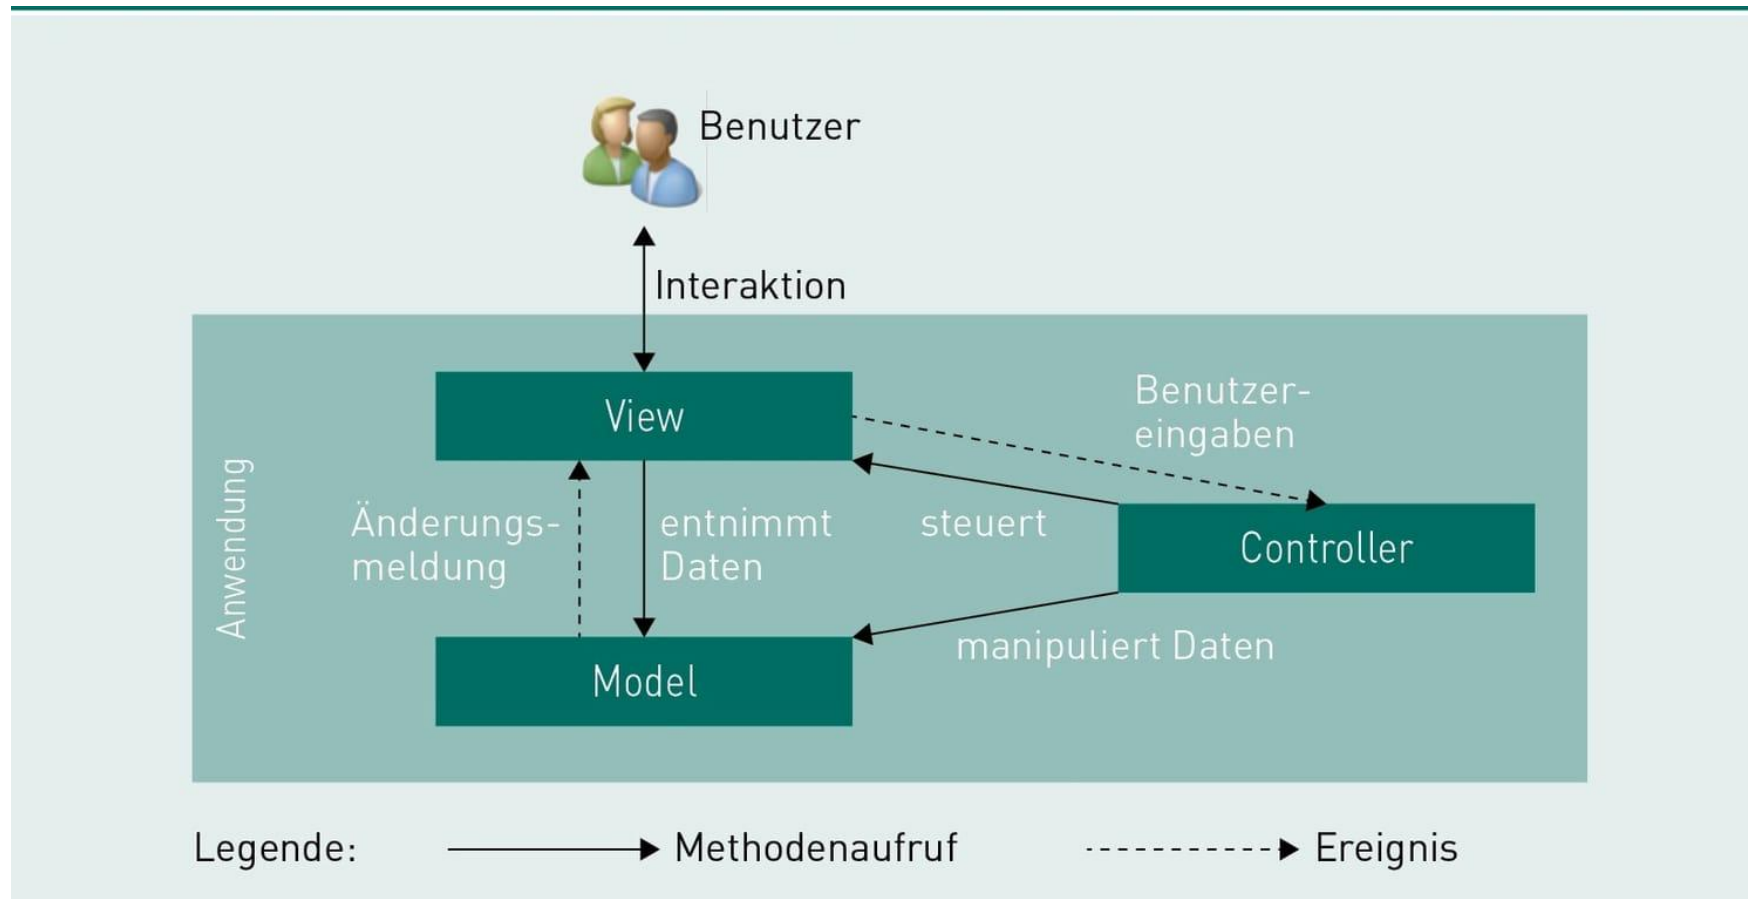 Benutzer
Interaktion
View
Benutzer-
eingaben
Änderungs-
meldung
entnimmt
Daten
steuert
Controller
Anwendung
manipuliert Daten
Model
Legende:
Methodenaufruf
Ereignis